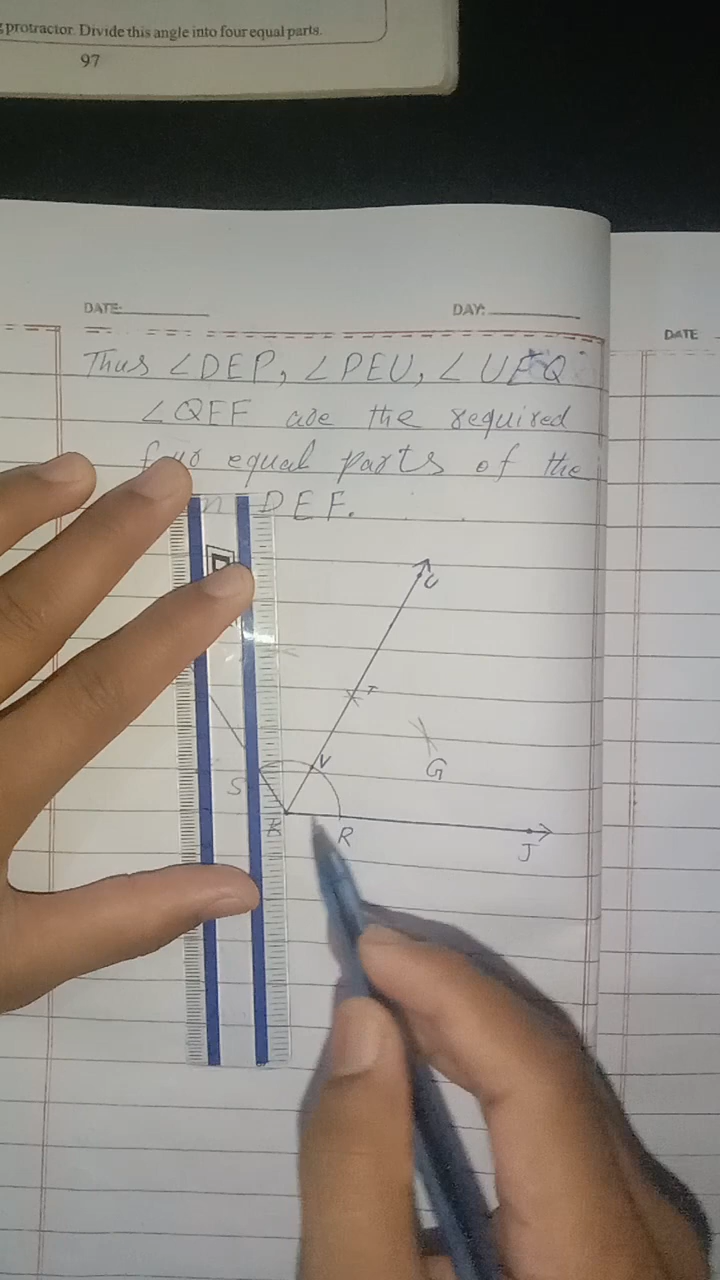 protractor. Divide this angle into four equal parts.
97
DATE:
DAY:
DATE
Thus ∠DEP, ∠PEU, ∠UEQ
∠QEF are the required
four equal parts of the
DEF.
U
T
V
G
S
R
J